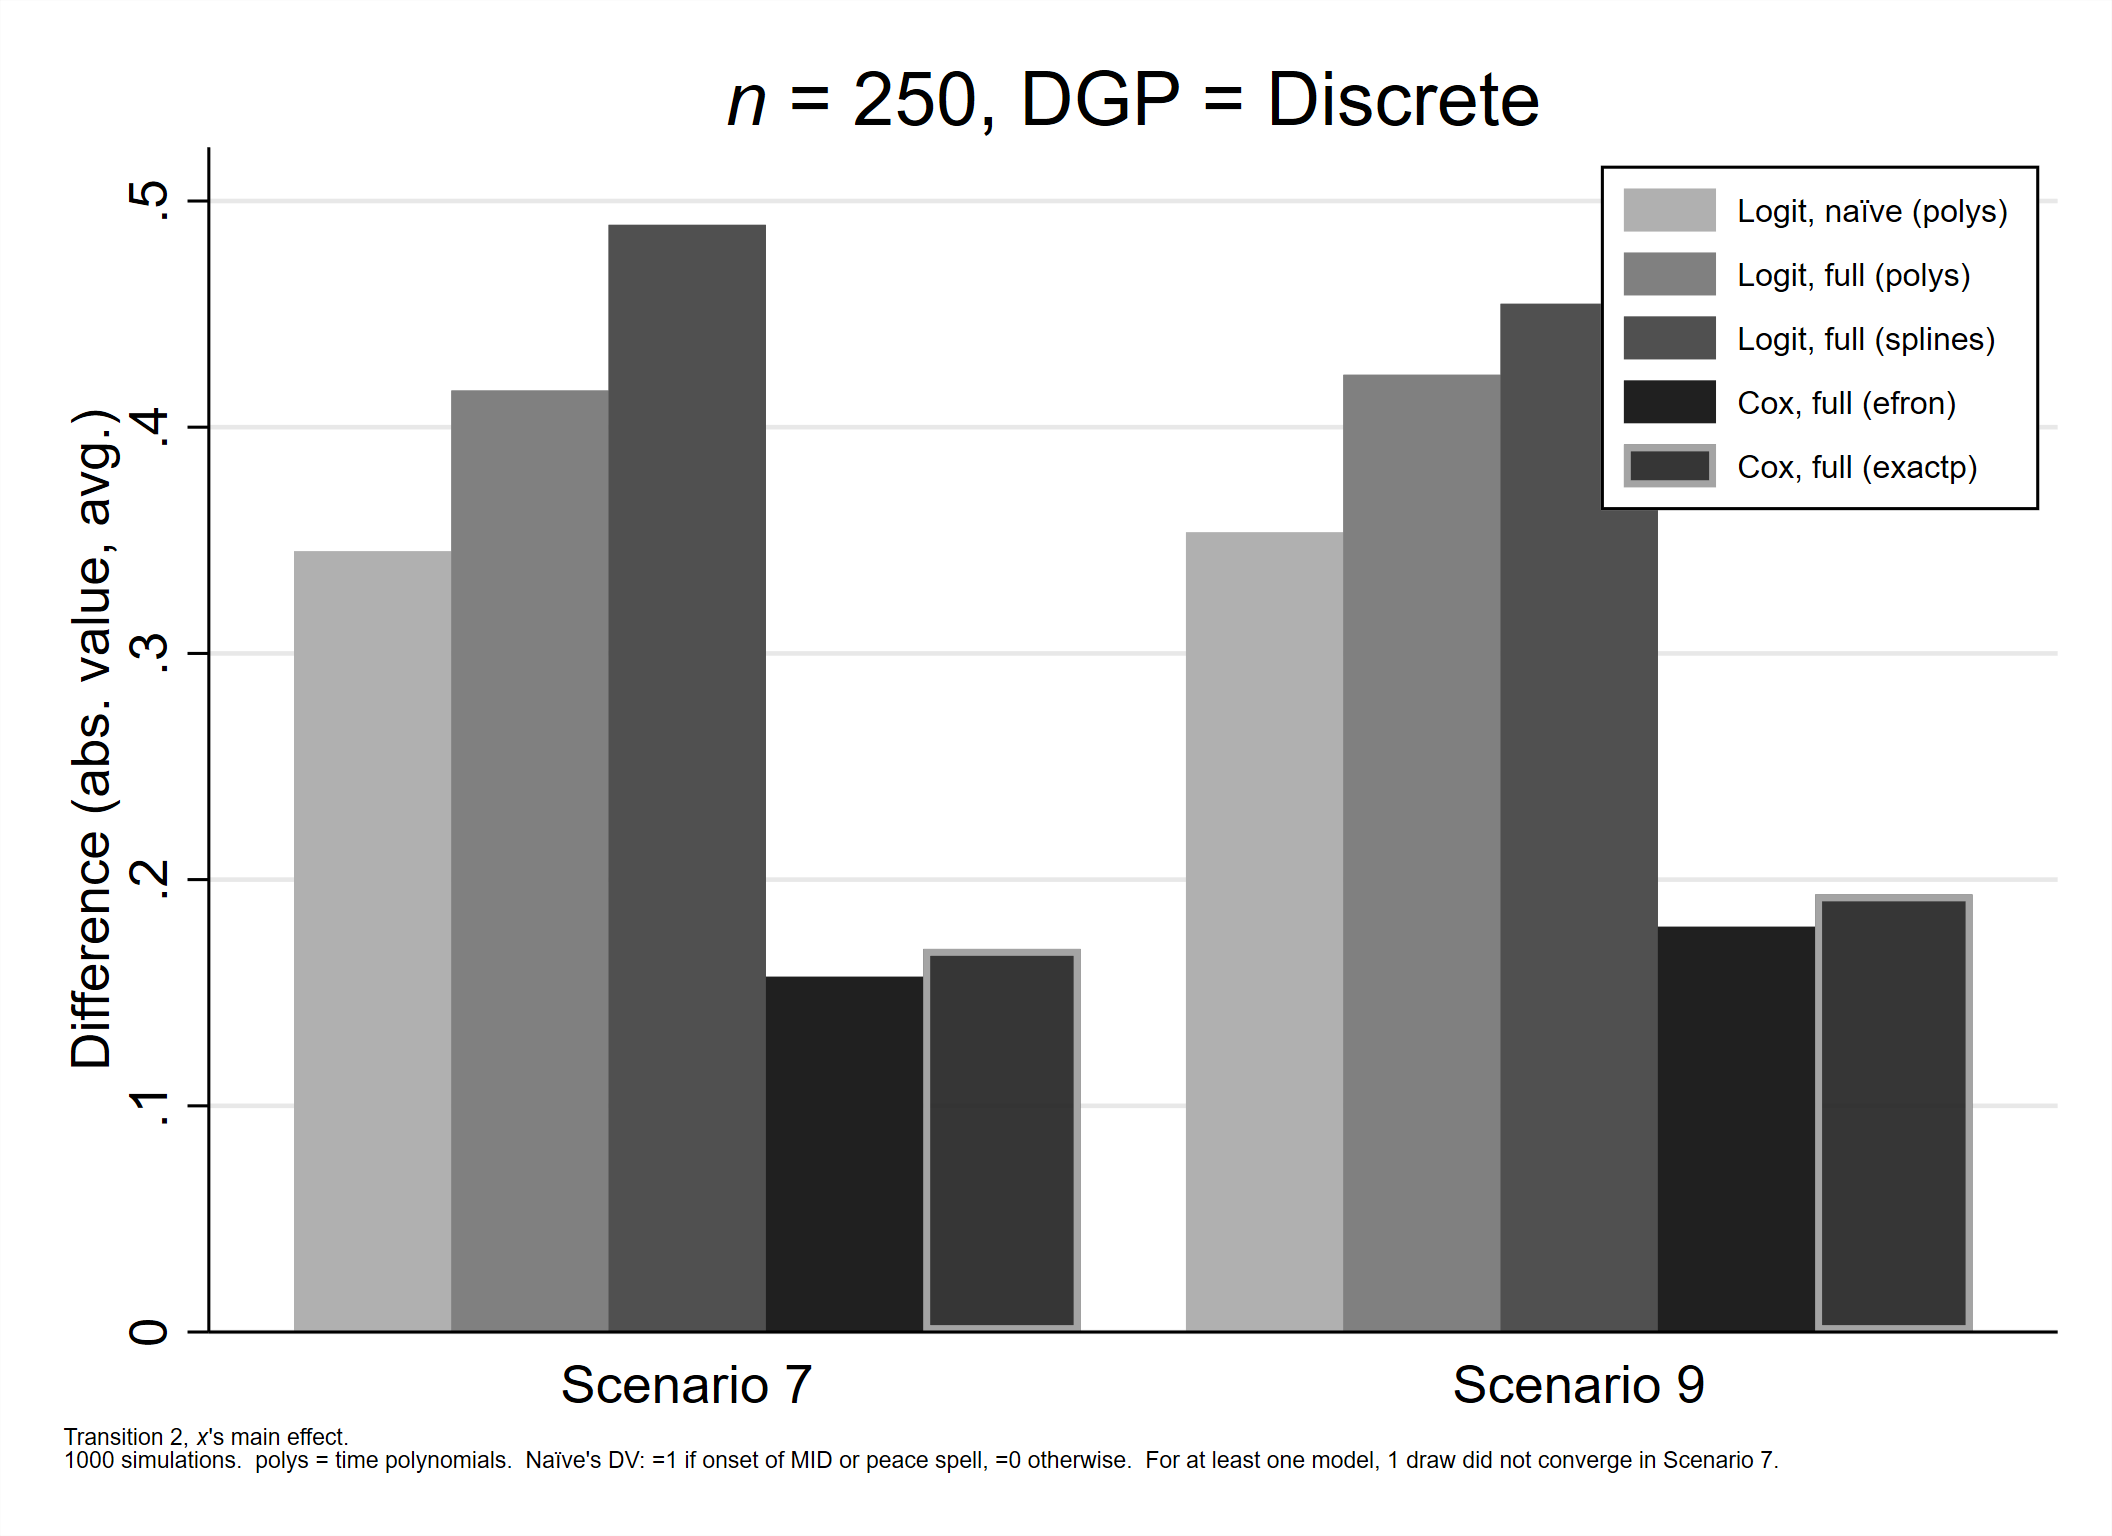 n = 250, DGP = Discrete
Difference (abs. value, avg.)
.5
.4
.3
.2
.1
0
Logit, naïve (polys)
Logit, full (polys)
Logit, full (splines)
Cox, full (efron)
Cox, full (exactp)
Scenario 7
Scenario 9
Transition 2, x's main effect.
1000 simulations.  polys = time polynomials.  Naïve's DV: =1 if onset of MID or peace spell, =0 otherwise.  For at least one model, 1 draw did not converge in Scenario 7.